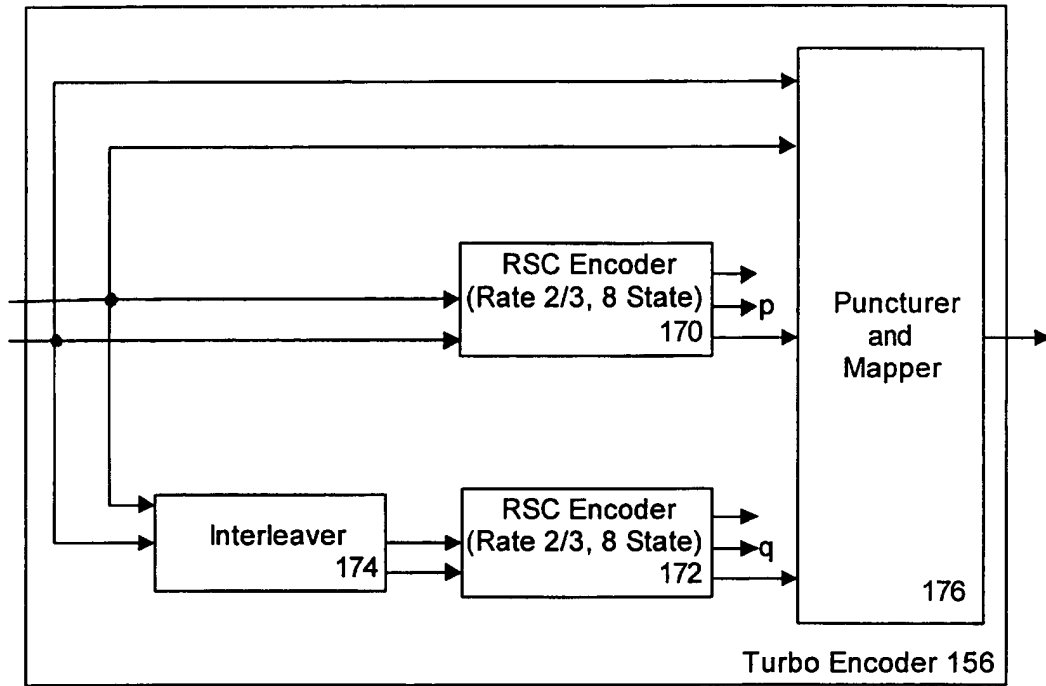 RSC Encoder
(Rate 2/3, 8 State)
170
p
Puncturer
and
Mapper
176
Interleaver
174
RSC Encoder
(Rate 2/3, 8 State)
172
q
Turbo Encoder 156